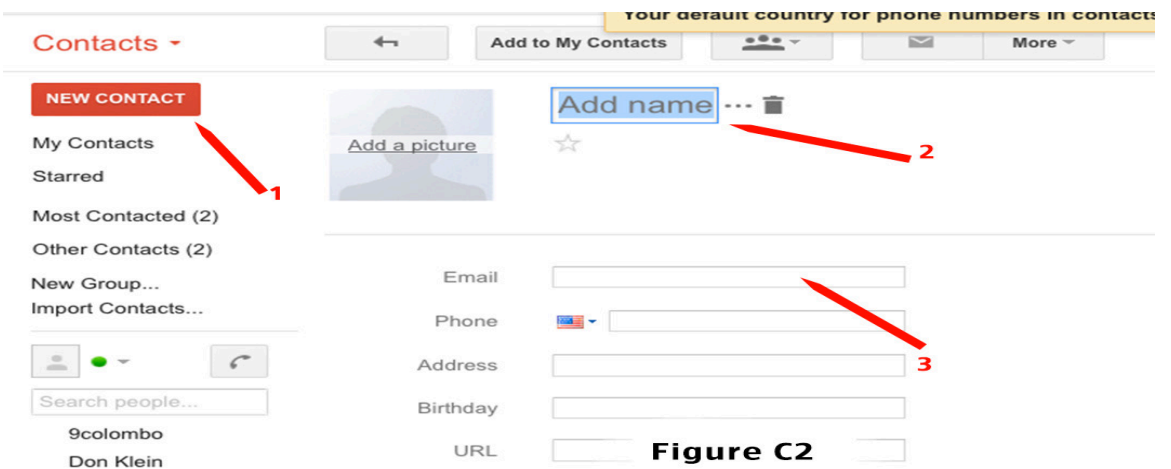 Your default country for phone numbers in contacts
Contacts
Add to My Contacts
More
NEW CONTACT
Add name ...
1
My Contacts
Add a picture
2
Starred
Most Contacted (2)
Other Contacts (2)
New Group...
Import Contacts...
Email
Phone
3
Address
Search people...
Birthday
9colombo
URL
Figure C2
Don Klein